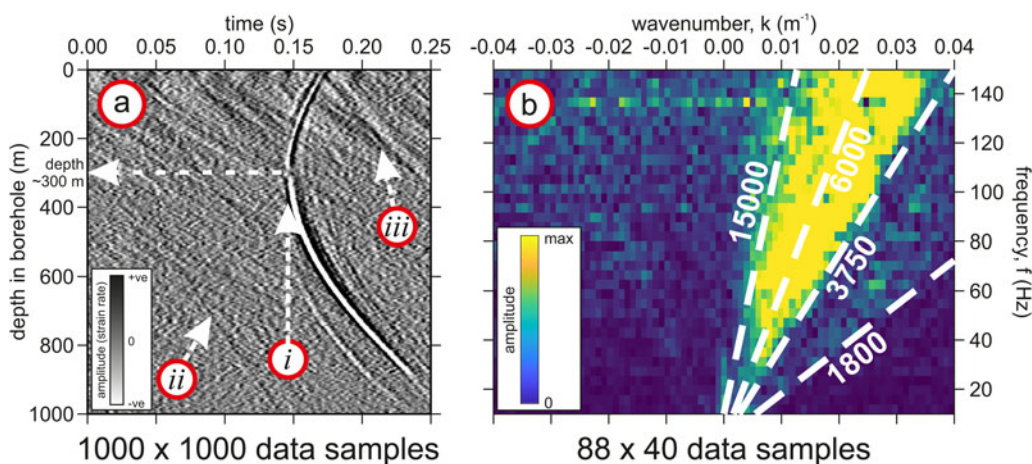 time (s)
0.00 0.05 0.10 0.15 0.20 0.25
depth in borehole (m)
0
200
depth
~300 m
400
600
800
1000
a
i
ii
iii
amplitude (strain rate)
+ve
0
-ve
1000 x 1000 data samples
wavenumber, k (m⁻¹)
-0.04 -0.03 -0.02 -0.01 0.00 0.01 0.02 0.03 0.04
b
15000
6000
3750
1800
amplitude
max
0
140
120
100
80
60
40
20
frequency, f (Hz)
88 x 40 data samples